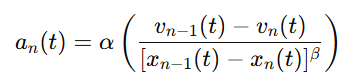 a_n(t) = α ( (v_{n−1}(t) − v_n(t)) / [x_{n−1}(t) − x_n(t)]^β )